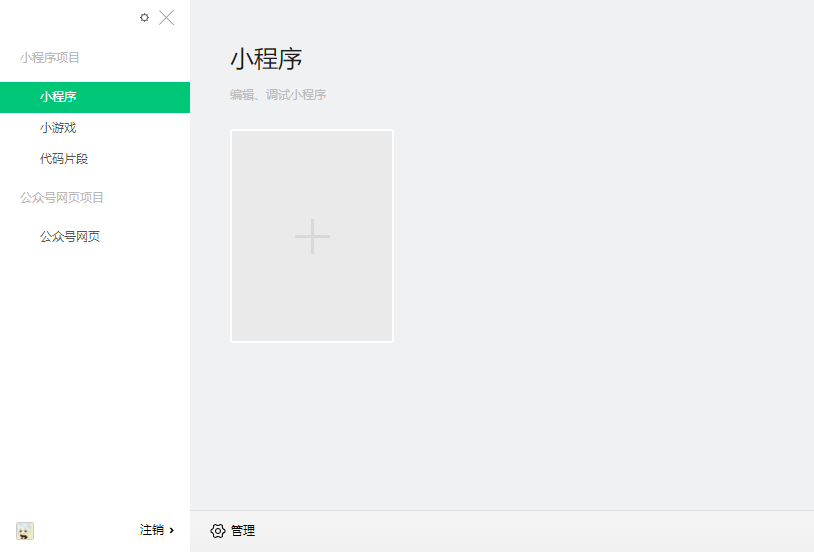 小程序项目
小程序
小游戏
代码片段
公众号网页项目
公众号网页
注销
小程序
编辑、调试小程序
管理